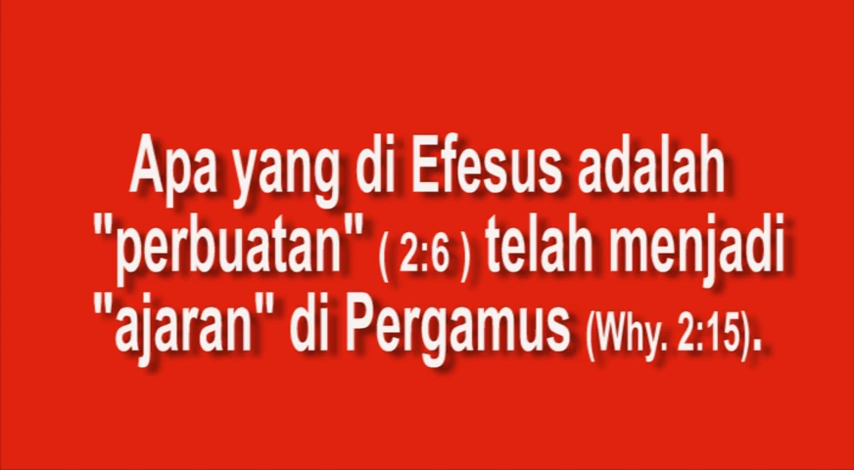 Apa yang di Efesus adalah
"perbuatan" ( 2:6 ) telah menjadi
"ajaran" di Pergamus (Why. 2:15).